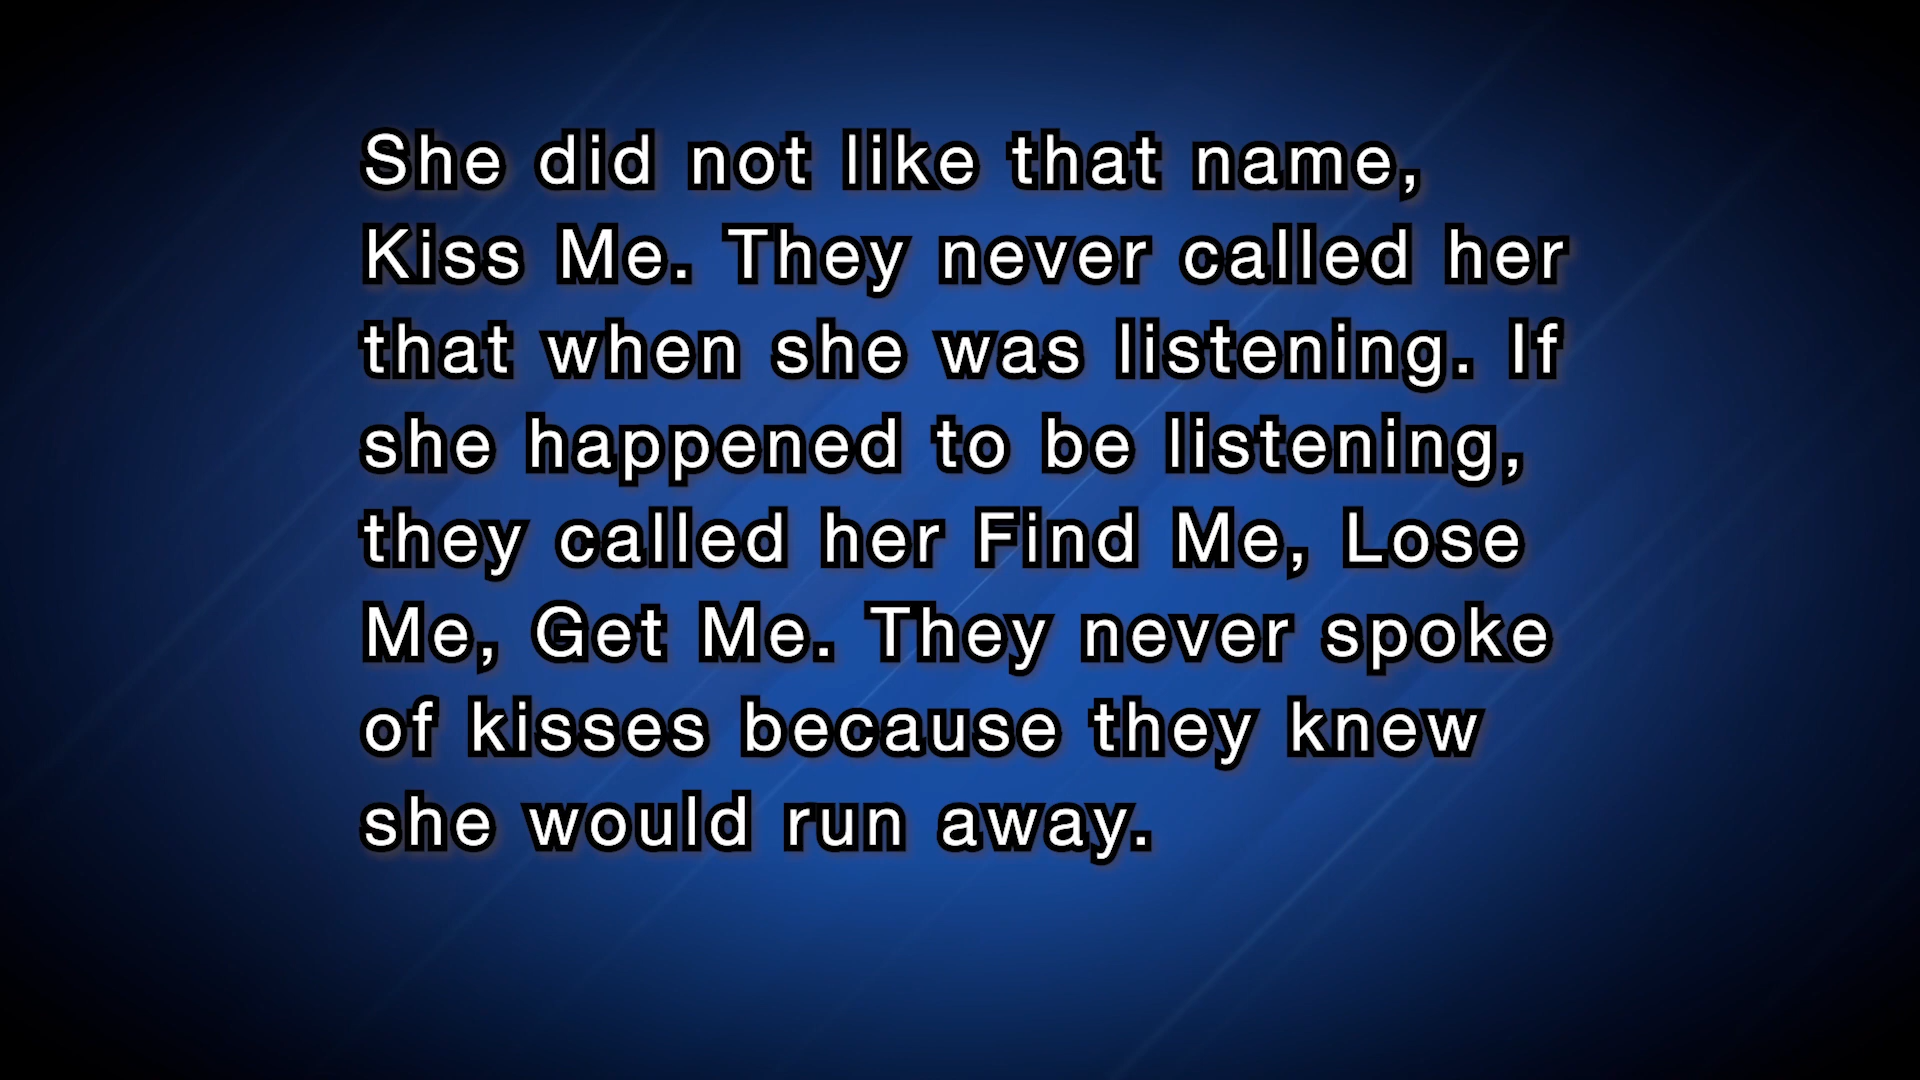 She did not like that name,
Kiss Me. They never called her
that when she was listening. If
she happened to be listening,
they called her Find Me, Lose
Me, Get Me. They never spoke
of kisses because they knew
she would run away.